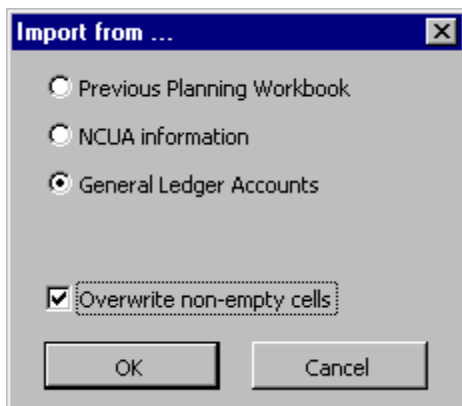 Import from ...
Previous Planning Workbook
NCUA information
General Ledger Accounts
Overwrite non-empty cells
OK
Cancel